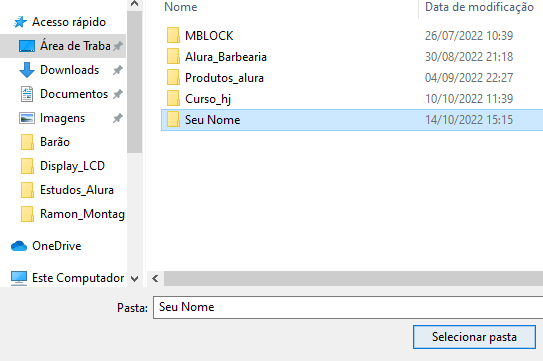 Nome Data de modificação
Acesso rápido
Área de Traba
Downloads
Documentos
Imagens
Barão
Display_LCD
Estudos_Alura
Ramon_Montag
OneDrive
Este Computador
MBLOCK 26/07/2022 10:39
Alura_Barbearia 30/08/2022 21:18
Produtos_alura 04/09/2022 22:27
Curso_hj 10/10/2022 11:39
Seu Nome 14/10/2022 15:15
Pasta: Seu Nome
Selecionar pasta